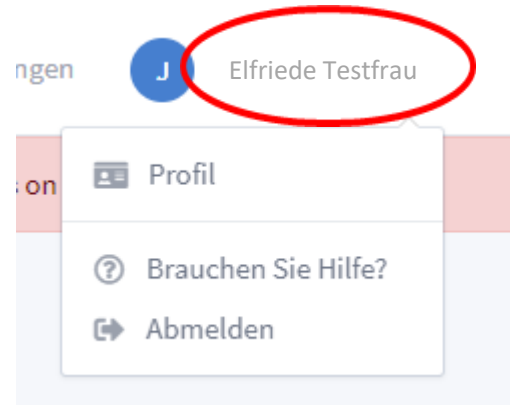 ngen J Elfriede Testfrau
Profil
on
Brauchen Sie Hilfe?
Abmelden